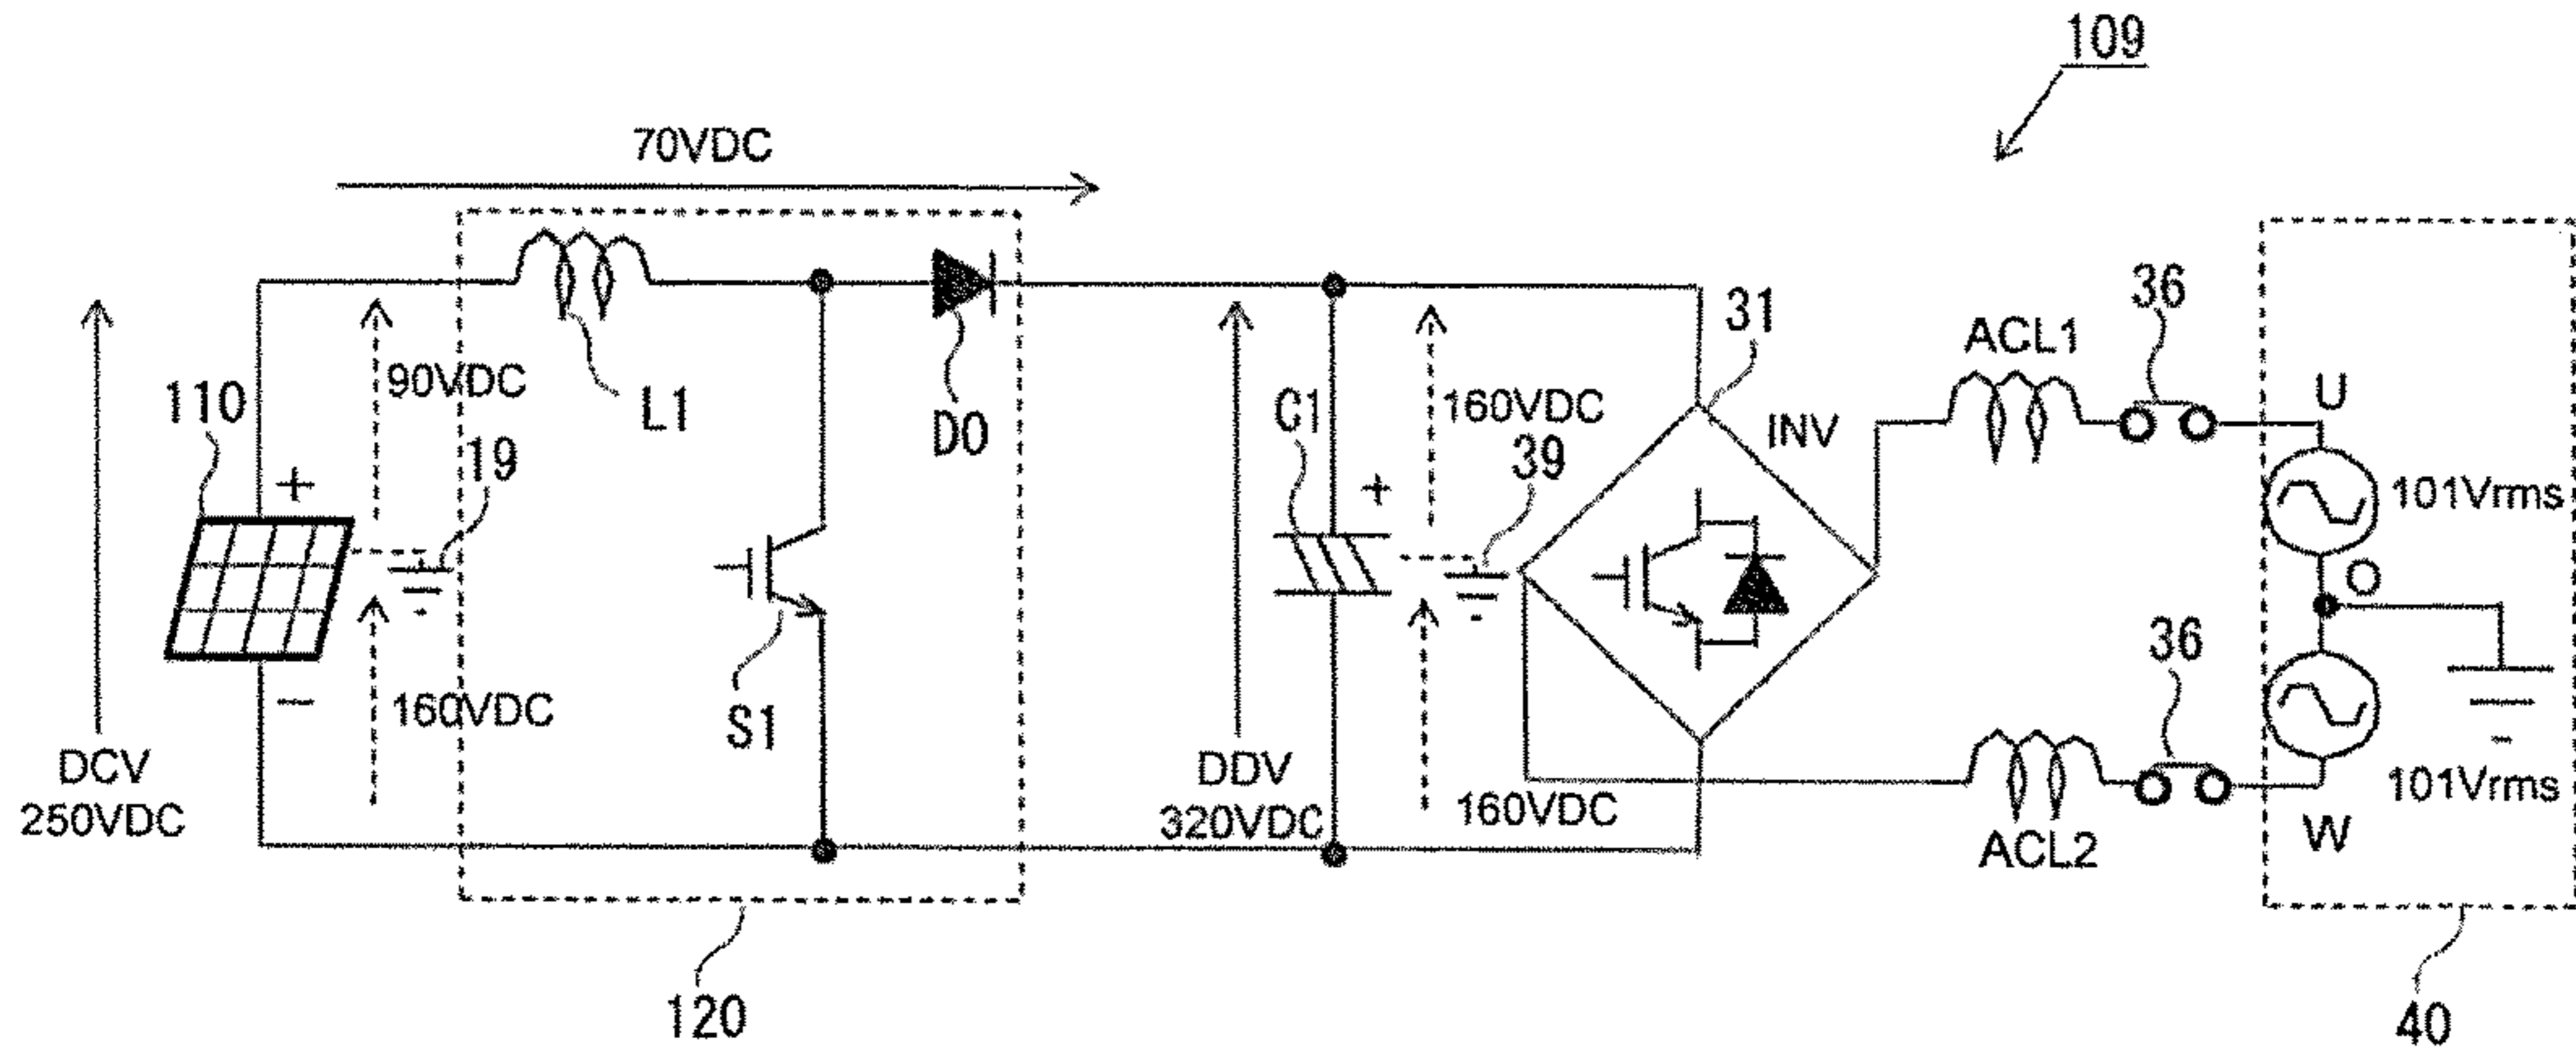 109
70VDC
36
31
ACL1
U
90VDC
L1
D0
C1
160VDC
INV
110
19
39
101Vrms
+
+
O
36
160VDC
S1
-
DCV
250VDC
DDV
320VDC
160VDC
ACL2
W
101Vrms
120
40